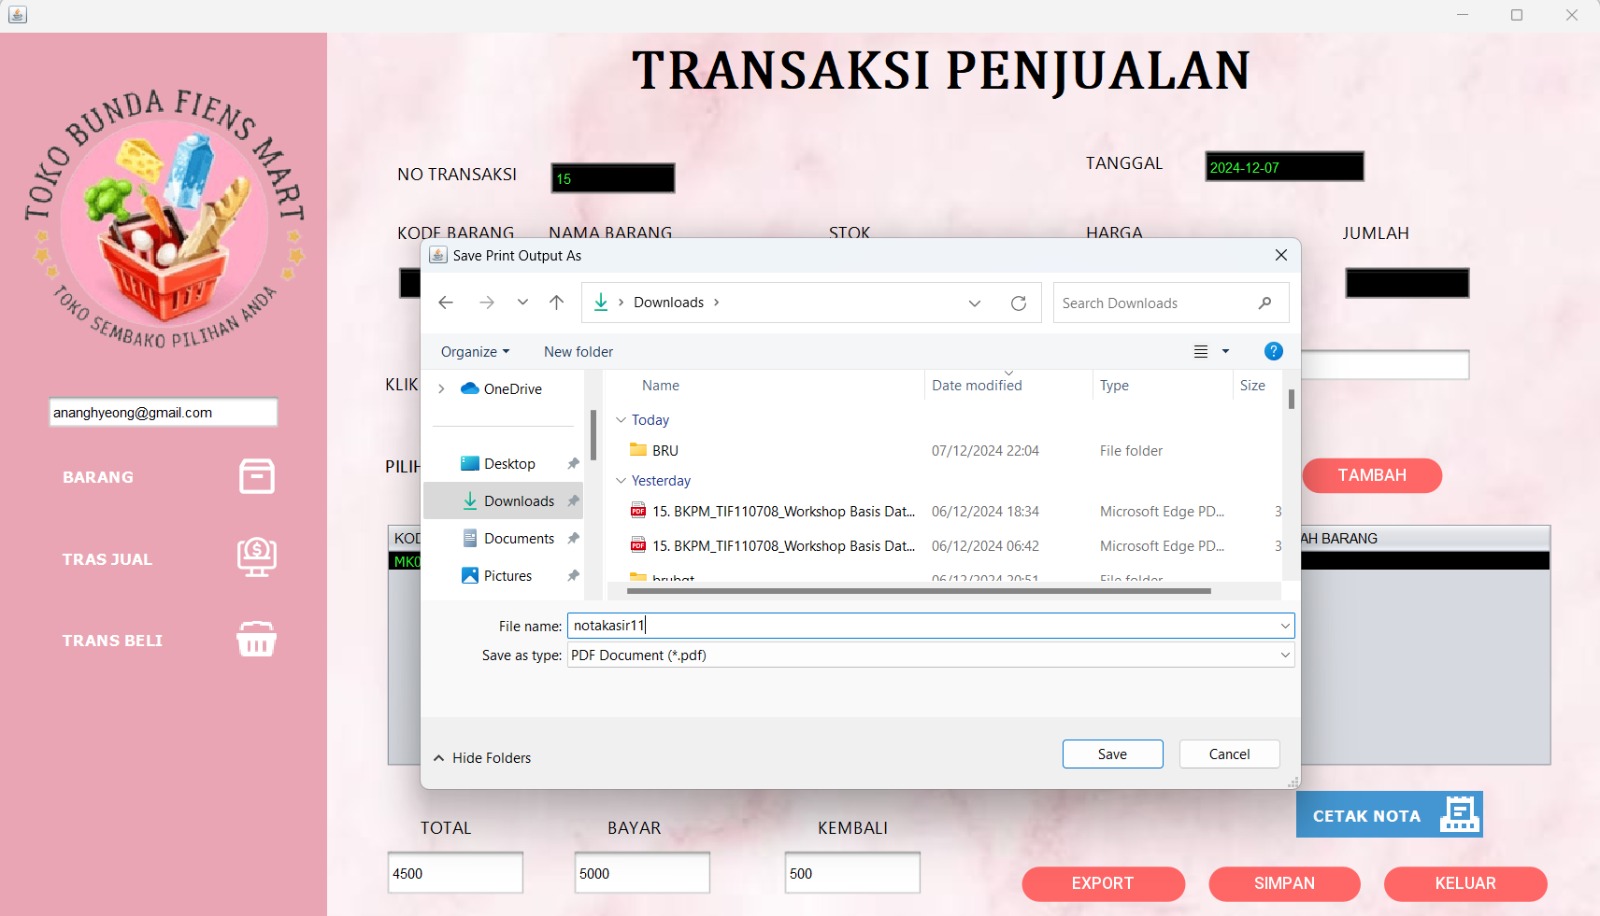 TRANSAKSI PENJUALAN
TOKO BUNDA FIENS MART
TOKO SEMBAKO PILIHAN ANDA
ananghyeong@gmail.com
BARANG
TRAS JUAL
TRANS BELI
NO TRANSAKSI
15
TANGGAL
2024-12-07
KODE BARANG
NAMA BARANG
STOK
HARGA
JUMLAH
Save Print Output As
Downloads
Search Downloads
Organize
New folder
KLIK
OneDrive
Desktop
Downloads
Documents
Pictures
Name
Date modified
Type
Size
Today
BRU
07/12/2024 22:04
File folder
Yesterday
15. BKPM_TIF110708_Workshop Basis Dat...
06/12/2024 18:34
Microsoft Edge PD...
3
15. BKPM_TIF110708_Workshop Basis Dat...
06/12/2024 06:42
Microsoft Edge PD...
3
06/12/2024 20:51
File folder
File name:
notakasir11
Save as type:
PDF Document (*.pdf)
Hide Folders
Save
Cancel
PILIH
TAMBAH
KOD
AH BARANG
MK0
CETAK NOTA
TOTAL
BAYAR
KEMBALI
4500
5000
500
EXPORT
SIMPAN
KELUAR